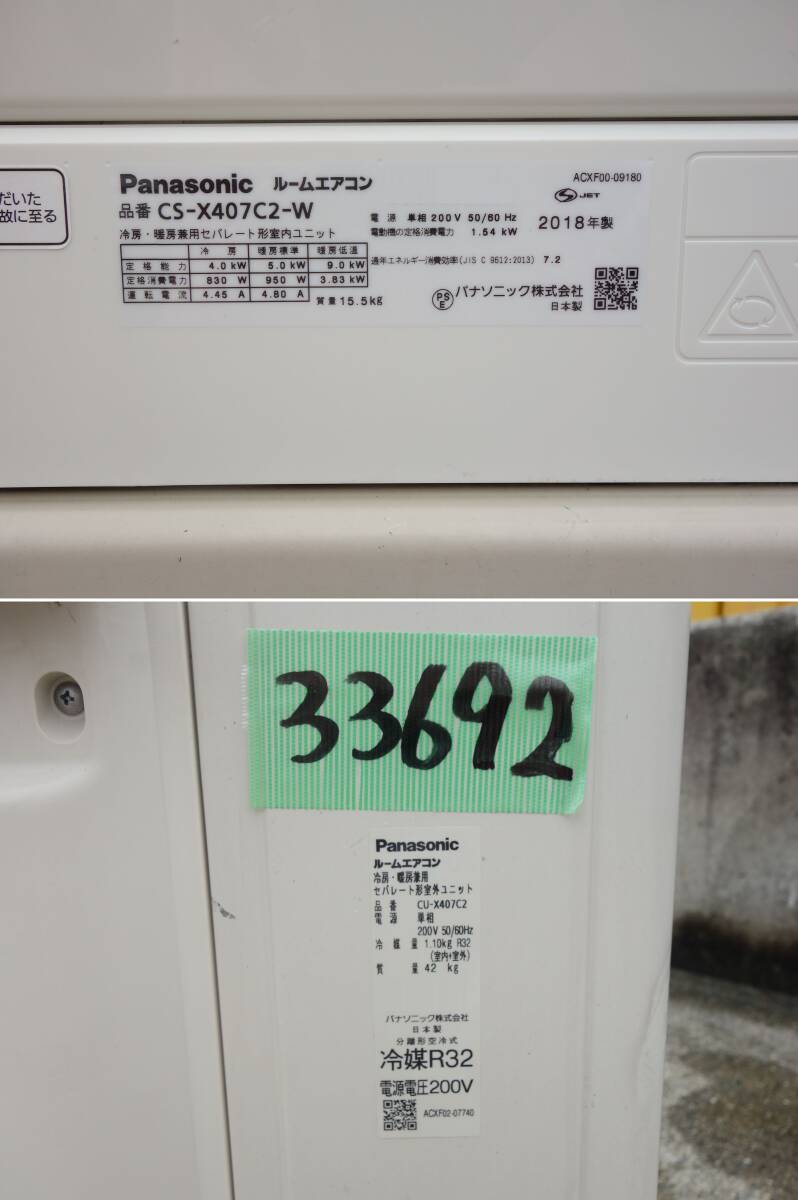 だいた
故に至る
Panasonic ルームエアコン
品番 CS-X407C2-W
冷房・暖房兼用セパレート形室内ユニット
冷房 暖房標準 暖房低温
定格能力 4.0 kW 5.0 kW 9.0 kW
定格消費電力 830 W 950 W 3.83 kW
運転電流 4.45 A 4.80 A
質量 15.5kg
ACXF00-09180
JET
電源 単相 200V 50/60 Hz
電動機の定格消費電力 1.54 kW
2018年製
通年エネルギー消費効率(JIS C 9612:2013) 7.2
PSE パナソニック株式会社
日本製
33692
Panasonic
ルームエアコン
冷房・暖房兼用
セパレート形室外ユニット
品番 CU-X407C2
電源 単相
200V 50/60Hz
冷媒量 1.10kg R32
(室内+室外)
質量 42 kg
パナソニック株式会社
日本製
分離形空冷式
冷媒R32
電源電圧200V
ACXF02-07740